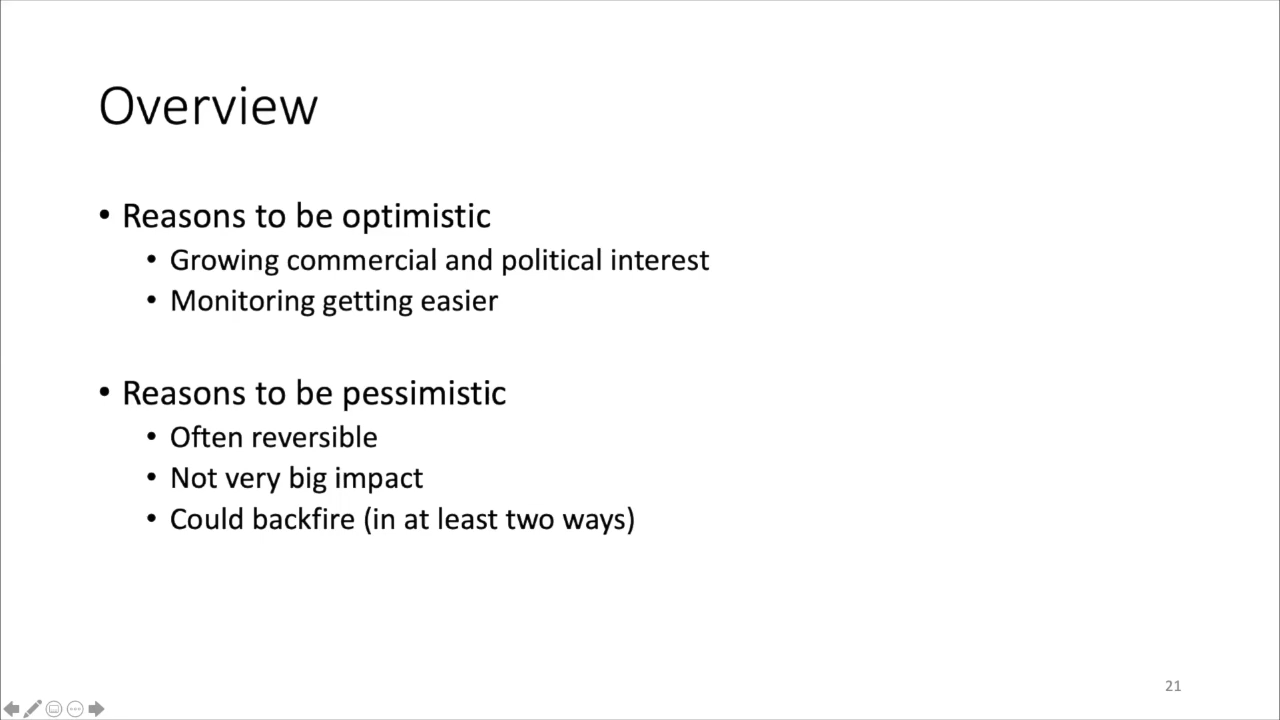 Overview
• Reasons to be optimistic
• Growing commercial and political interest
• Monitoring getting easier
• Reasons to be pessimistic
• Often reversible
• Not very big impact
• Could backfire (in at least two ways)
21